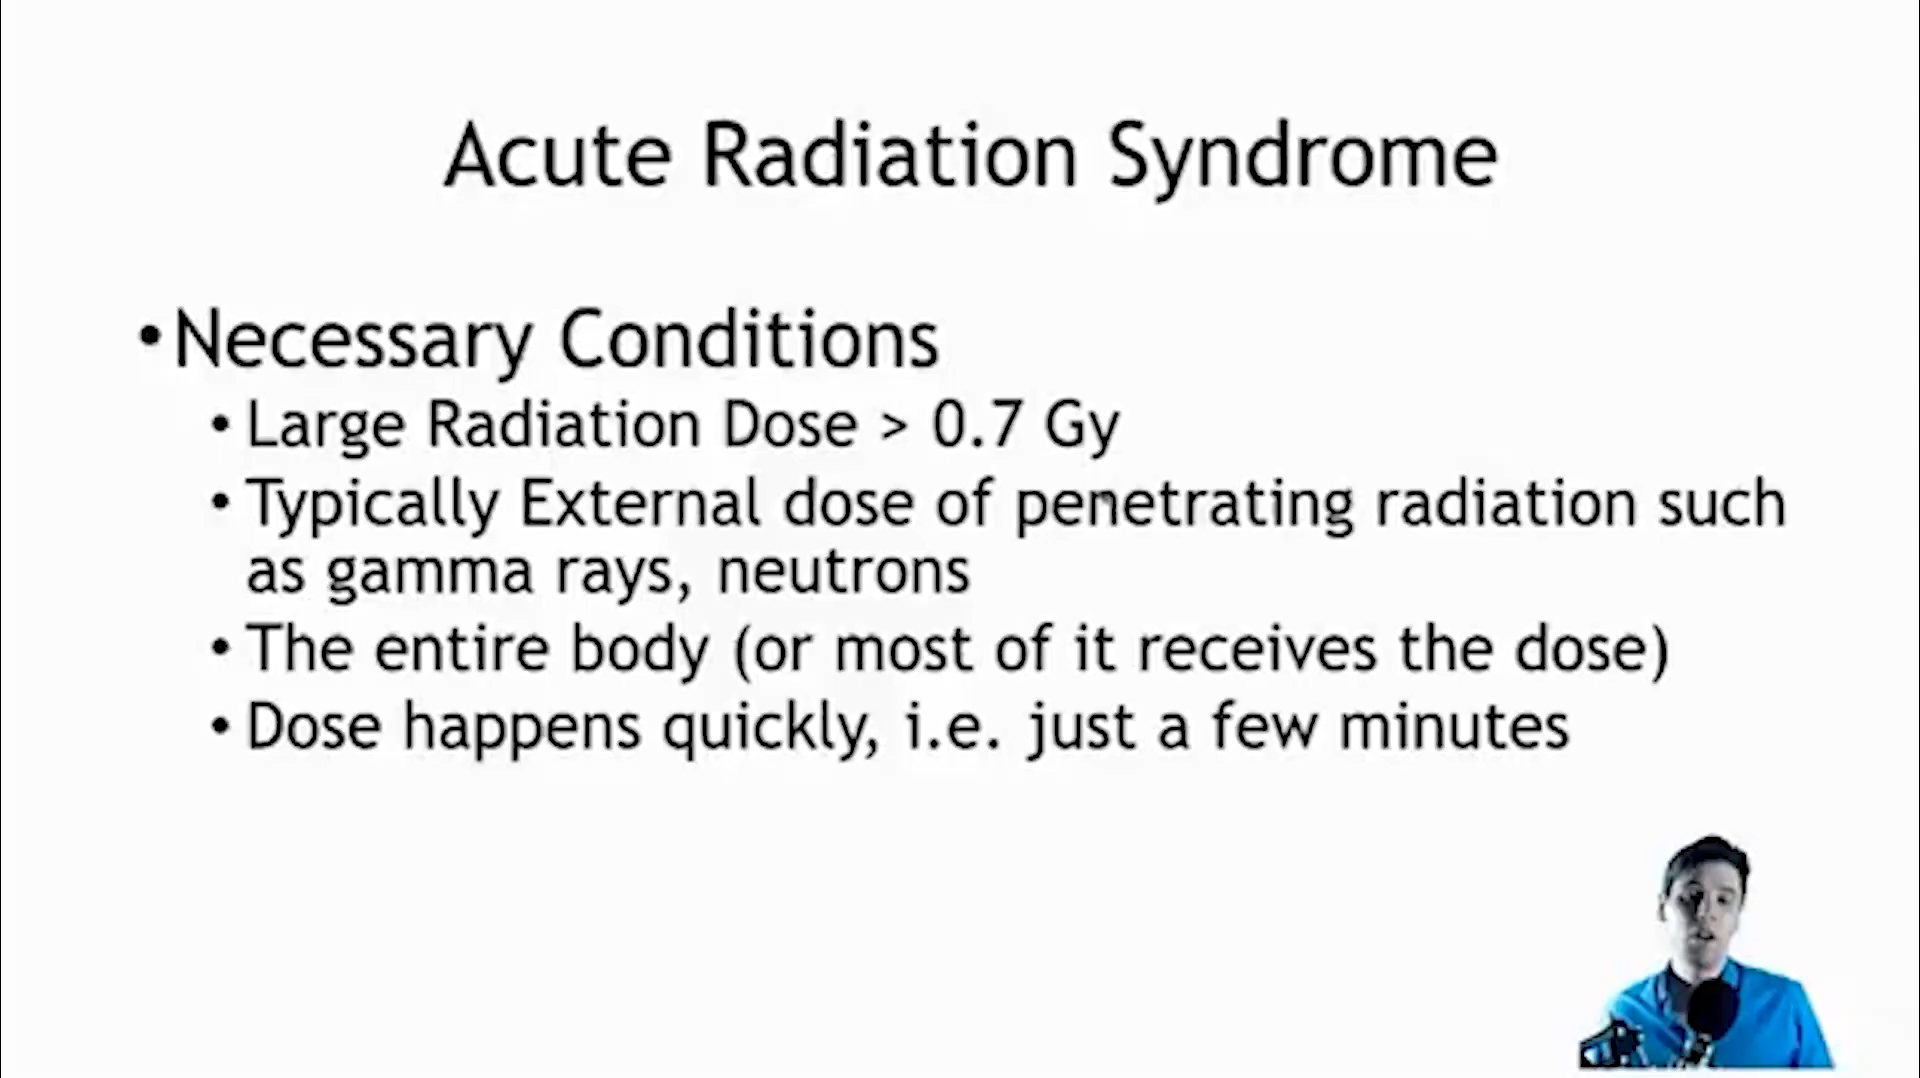 Acute Radiation Syndrome
•Necessary Conditions
• Large Radiation Dose > 0.7 Gy
• Typically External dose of penetrating radiation such
as gamma rays, neutrons
• The entire body (or most of it receives the dose)
• Dose happens quickly, i.e. just a few minutes